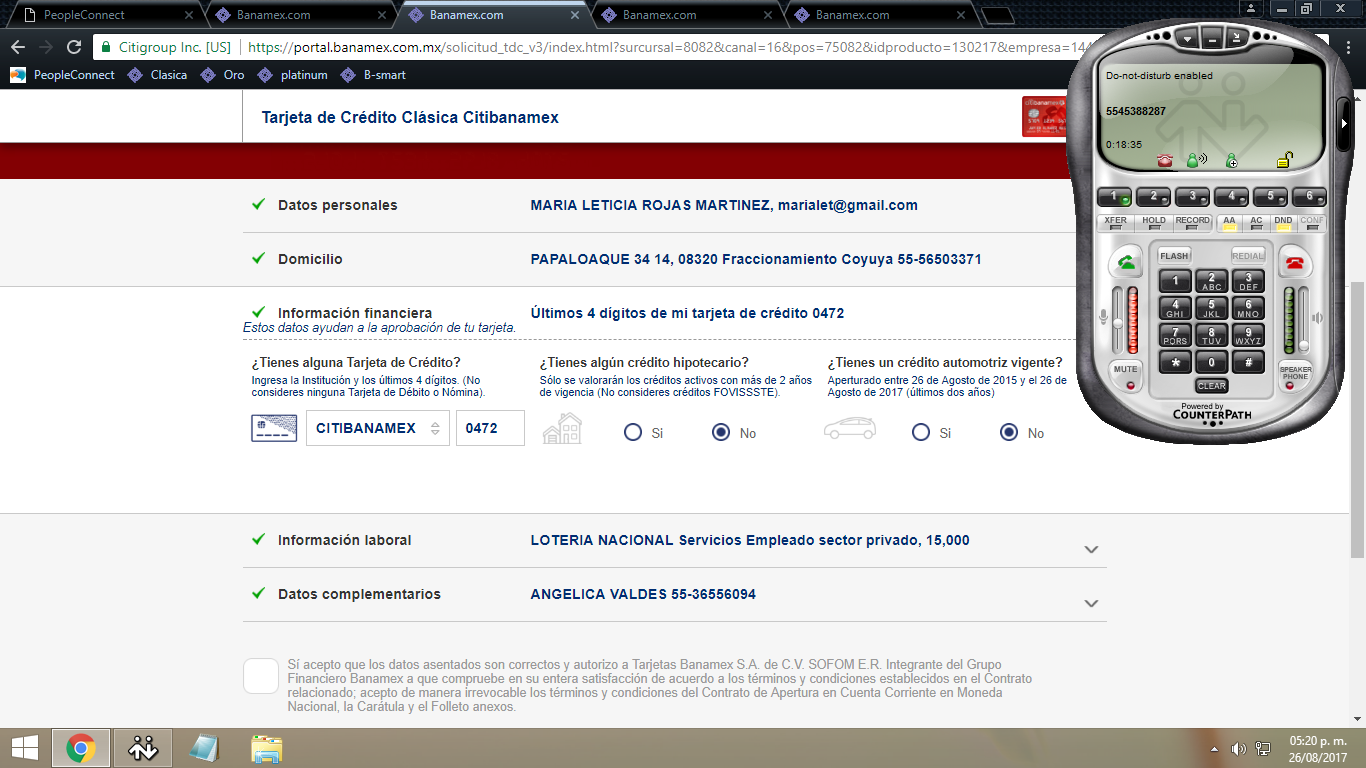 PeopleConnect
Banamex.com
Banamex.com
Banamex.com
Banamex.com
Citigroup Inc. [US] https://portal.banamex.com.mx/solicitud_tdc_v3/index.html?surcursal=8082&canal=16&pos=75082&idproducto=130217&empresa=144
PeopleConnect Clasica Oro platinum B-smart
Tarjeta de Crédito Clásica Citibanamex
Datos personales MARIA LETICIA ROJAS MARTINEZ, marialet@gmail.com
Domicilio PAPALOAQUE 34 14, 08320 Fraccionamiento Coyuya 55-56503371
Información financiera Últimos 4 dígitos de mi tarjeta de crédito 0472
Estos datos ayudan a la aprobación de tu tarjeta.
¿Tienes alguna Tarjeta de Crédito?
Ingresa la Institución y los últimos 4 dígitos. (No
consideres ninguna Tarjeta de Débito o Nómina).
CITIBANAMEX 0472
¿Tienes algún crédito hipotecario?
Sólo se valorarán los créditos activos con más de 2 años
de vigencia (No consideres créditos FOVISSSTE).
Si No
¿Tienes un crédito automotriz vigente?
Aperturado entre 26 de Agosto de 2015 y el 26 de
Agosto de 2017 (últimos dos años)
Si No
Información laboral LOTERIA NACIONAL Servicios Empleado sector privado, 15,000
Datos complementarios ANGELICA VALDES 55-36556094
Sí acepto que los datos asentados son correctos y autorizo a Tarjetas Banamex S.A. de C.V. SOFOM E.R. Integrante del Grupo
Financiero Banamex a que compruebe en su entera satisfacción de acuerdo a los términos y condiciones establecidos en el Contrato
relacionado; acepto de manera irrevocable los términos y condiciones del Contrato de Apertura en Cuenta Corriente en Moneda
Nacional, la Carátula y el Folleto anexos.
Do-not-disturb enabled
5545388287
0:18:35
1 2 3 4 5 6
XFER HOLD RECORD AA AC DND CONF
FLASH REDIAL
1 2 ABC 3 DEF
4 GHI 5 JKL 6 MNO
7 PQRS 8 TUV 9 WXYZ
* 0 #
MUTE CLEAR SPEAKER PHONE
Powered by
COUNTERPATH
05:20 p. m.
26/08/2017